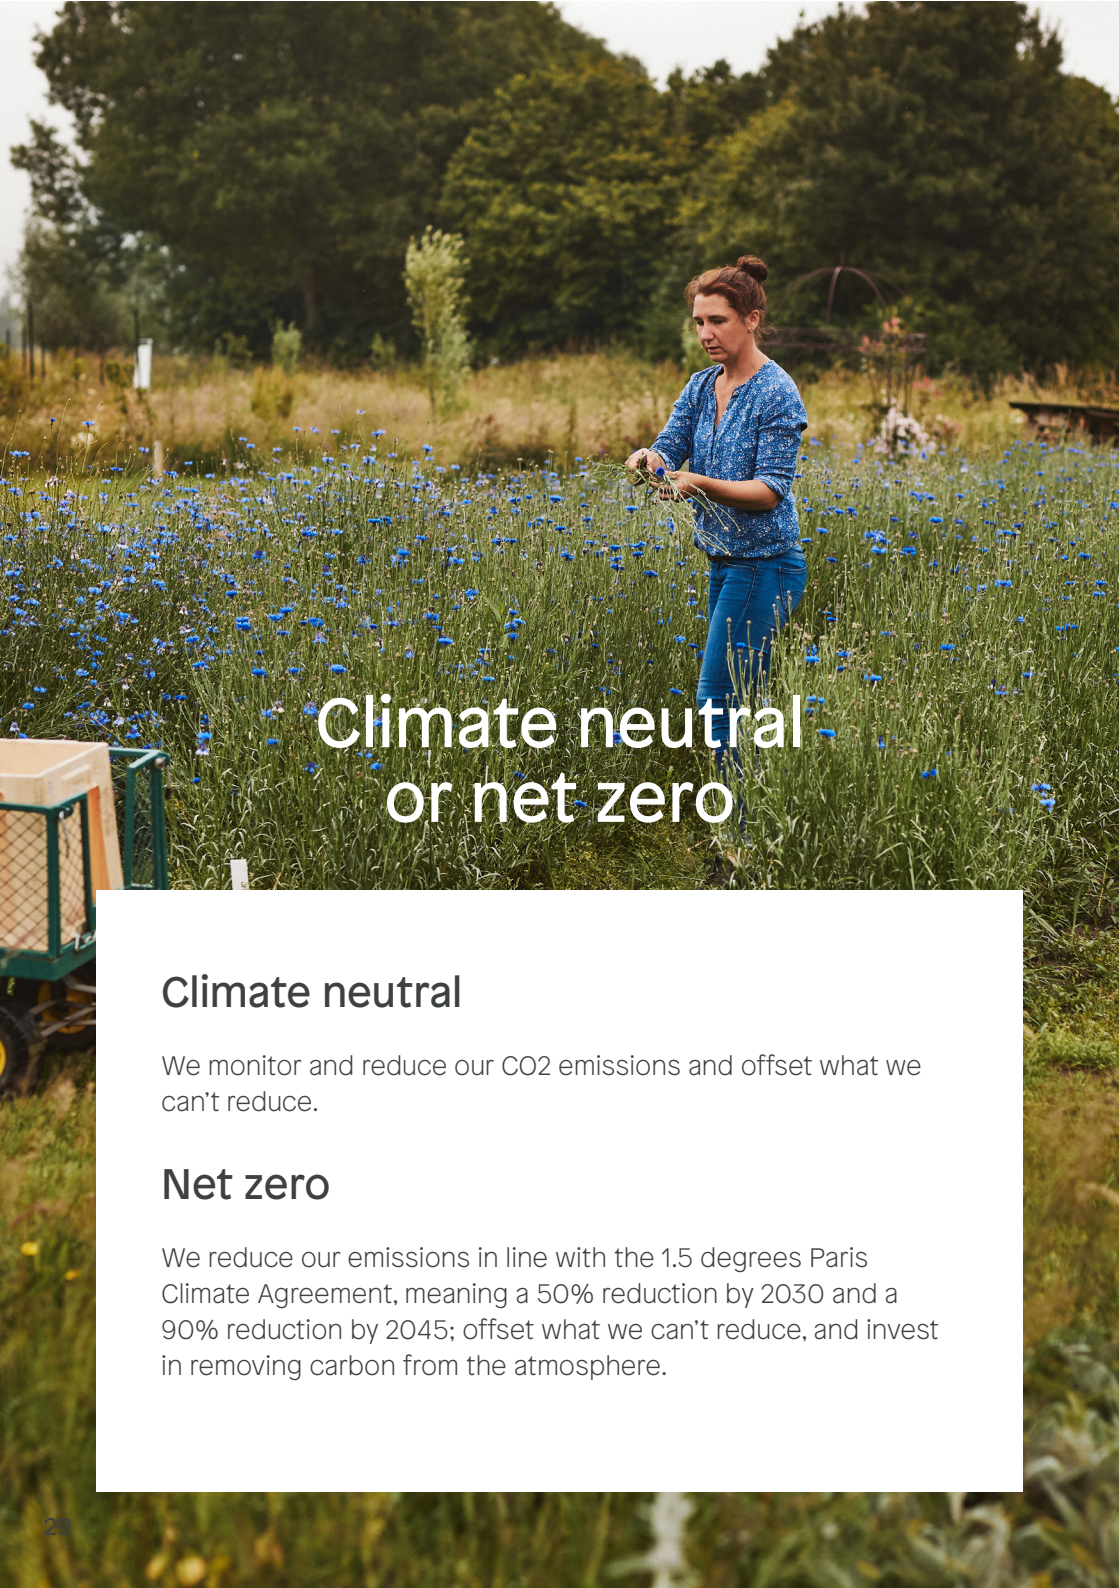 Climate neutral
or net zero
Climate neutral
We monitor and reduce our CO2 emissions and offset what we
can't reduce.
Net zero
We reduce our emissions in line with the 1.5 degrees Paris
Climate Agreement, meaning a 50% reduction by 2030 and a
90% reduction by 2045; offset what we can't reduce, and invest
in removing carbon from the atmosphere.